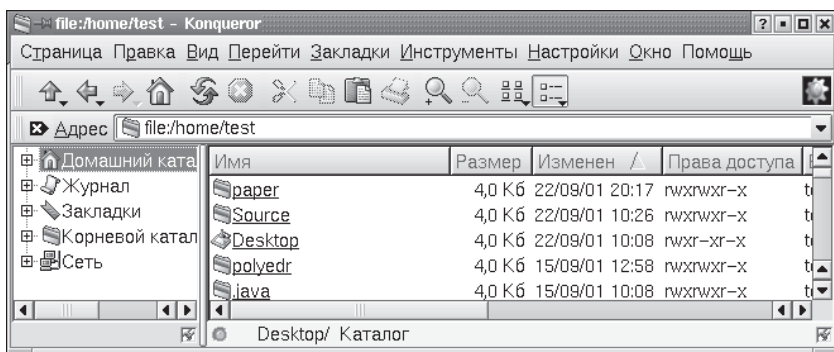 file:/home/test - Konqueror
Страница Правка Вид Перейти Закладки Инструменты Настройки Окно Помощь
Адрес file:/home/test
Домашний ката
Журнал
Закладки
Корневой катал
Сеть
Имя Размер Изменен Права доступа
paper 4,0 Кб 22/09/01 20:17 rwxrwxr-x
Source 4,0 Кб 22/09/01 10:26 rwxrwxr-x
Desktop 4,0 Кб 22/09/01 10:08 rwxr-xr-x
polyedr 4,0 Кб 15/09/01 12:58 rwxrwxr-x
.java 4,0 Кб 15/09/01 10:08 rwxrwxr-x
Desktop/ Каталог